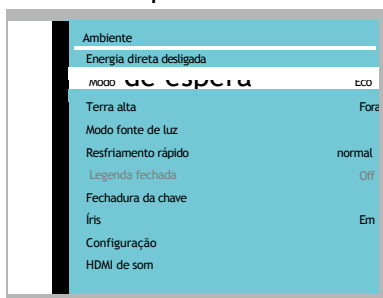 Ambiente
Energia direta desligada
Modo de espera Eco
Terra alta Fora
Modo fonte de luz
Resfriamento rápido normal
Legenda fechada Off
Fechadura da chave
Íris Em
Configuração
HDMI de som